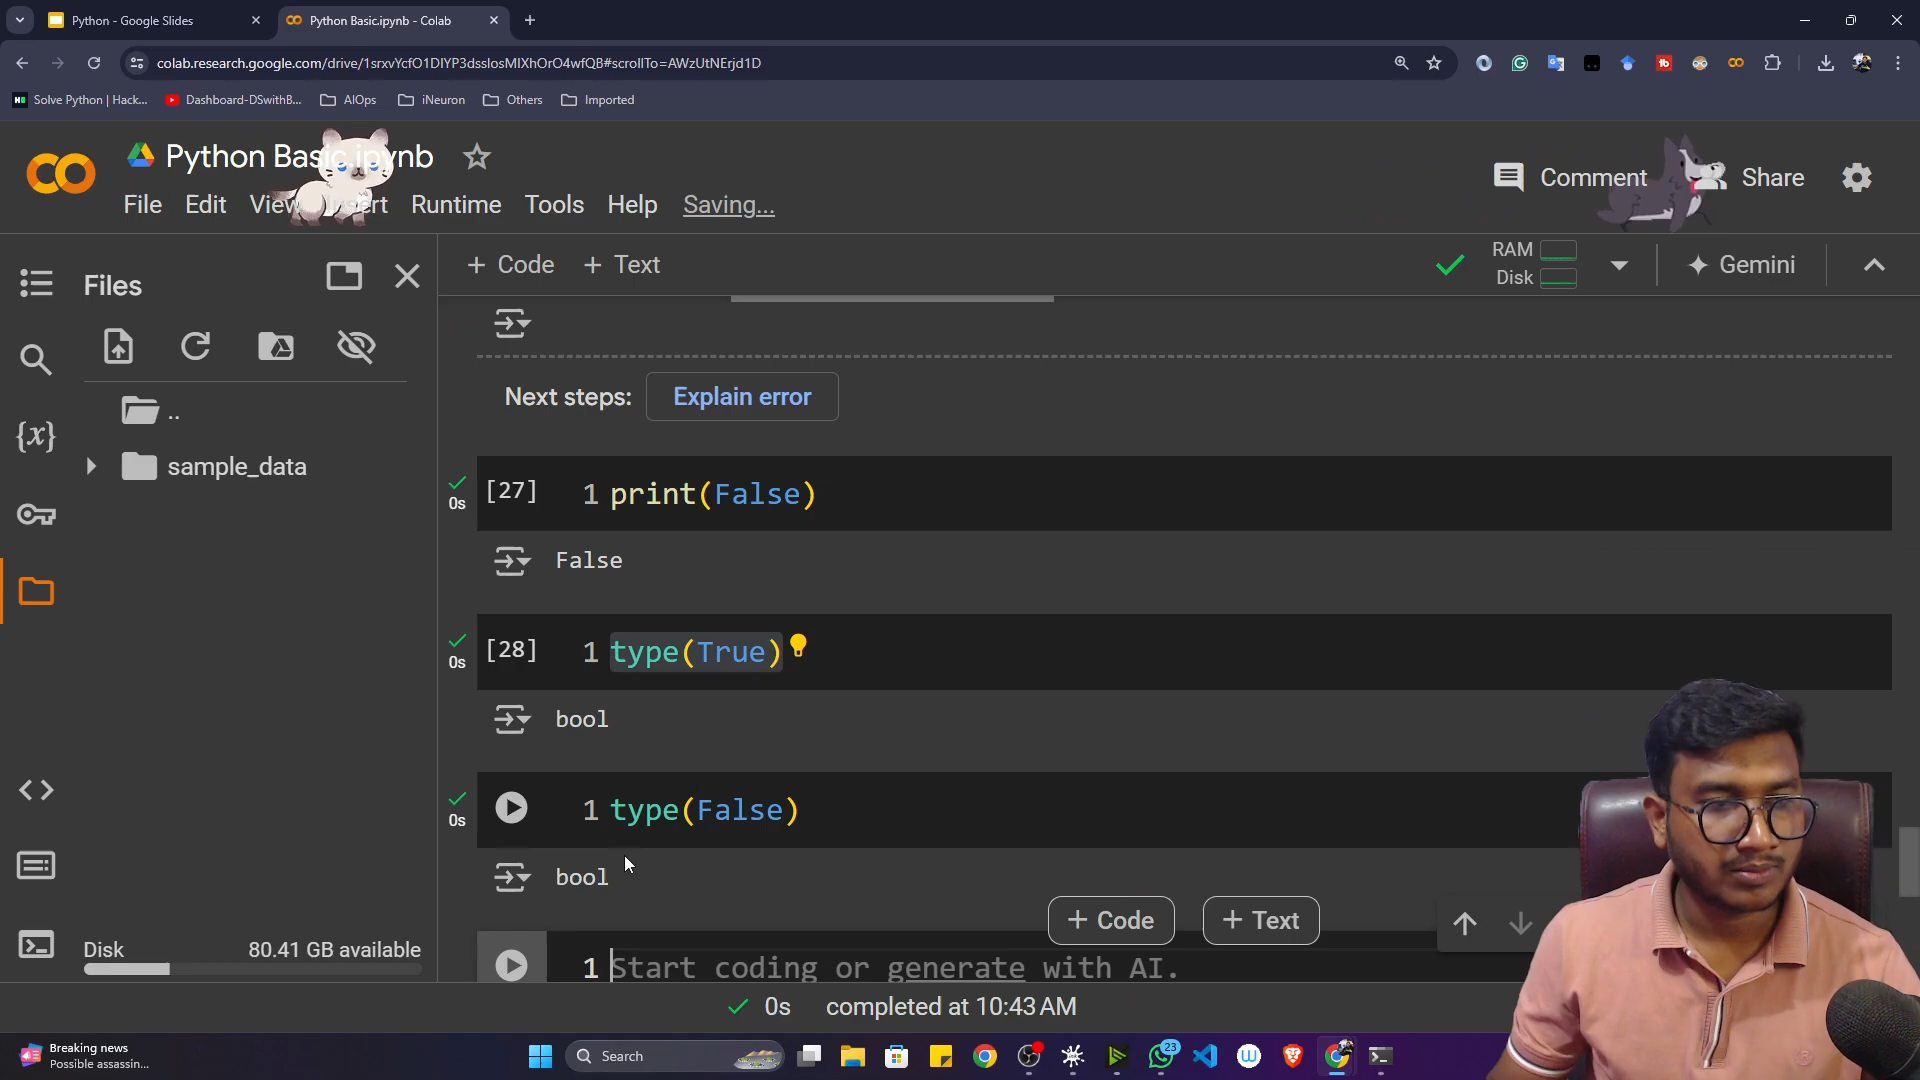 Python - Google Slides
Python Basic.ipynb - Colab
colab.research.google.com/drive/1srxvYcfO1DIYP3dsslosMIXhOrO4wfQB#scrollTo=AWzUtNErjd1D
Solve Python | Hack...
Dashboard-DSwithB...
AIOps
iNeuron
Others
Imported
Python Basic.ipynb
File Edit View Insert Runtime Tools Help Saving...
Comment
Share
Files
+ Code + Text
RAM
Disk
Gemini
..
sample_data
Next steps: Explain error
[27] 1 print(False)
0s
False
[28] 1 type(True)
0s
bool
1 type(False)
0s
bool
+ Code
+ Text
1 Start coding or generate with AI.
{x}
Disk 80.41 GB available
0s completed at 10:43 AM
Breaking news
Possible assassin...
Search
23